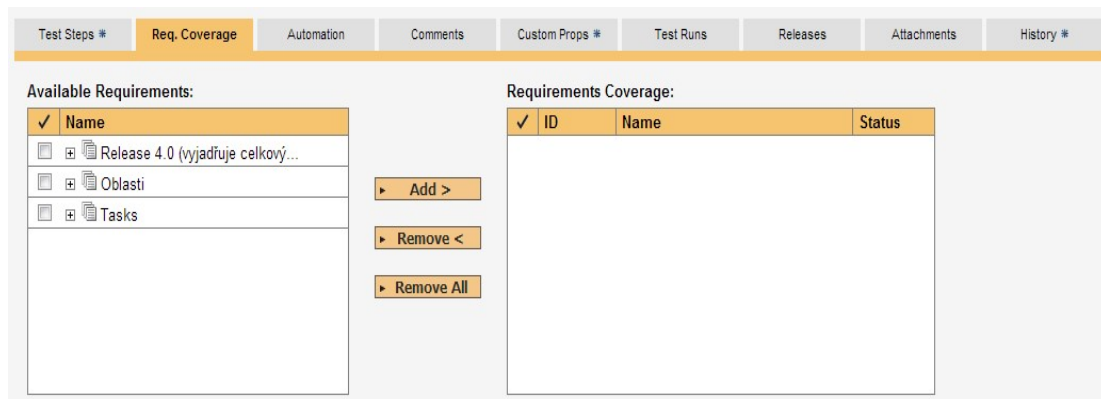 Test Steps * Req. Coverage Automation Comments Custom Props * Test Runs Releases Attachments History *
Available Requirements: Requirements Coverage:
✓ Name ✓ ID Name Status
Release 4.0 (vyjadřuje celkový...
Oblasti
Add >
Tasks
Remove <
Remove All